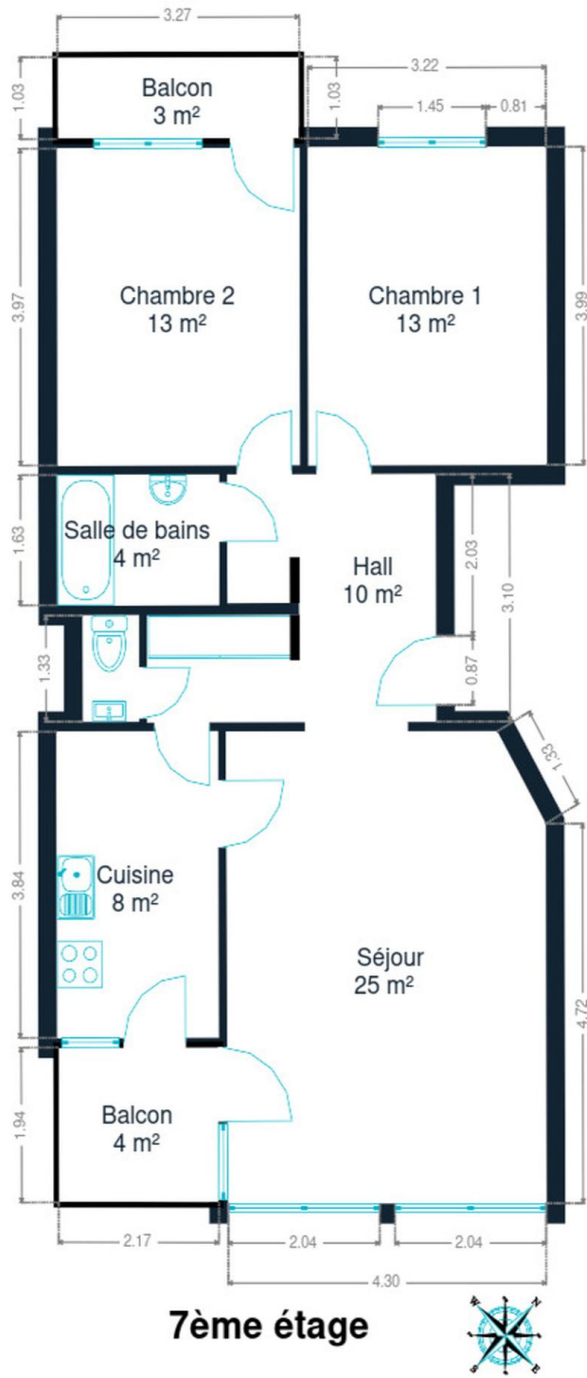 3.27
3.22
1.03
Balcon
3 m²
1.03
1.45
0.81
3.97
Chambre 2
13 m²
Chambre 1
13 m²
3.99
1.63
Salle de bains
4 m²
Hall
10 m²
2.03
3.10
1.33
0.87
1.33
3.84
Cuisine
8 m²
Séjour
25 m²
4.72
1.94
Balcon
4 m²
2.17
2.04
2.04
4.30
7ème étage
W
N
S
E